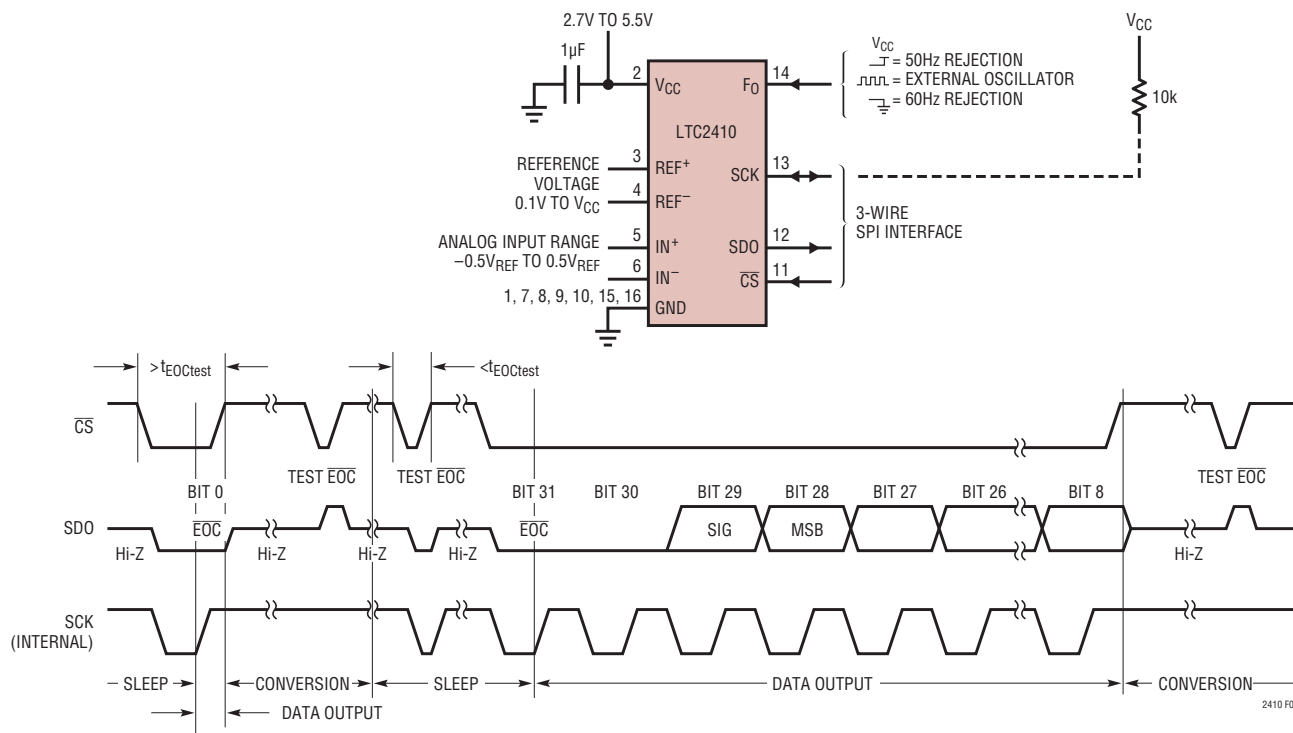 2.7V TO 5.5V
1µF
VCC
= 50Hz REJECTION
= EXTERNAL OSCILLATOR
= 60Hz REJECTION
VCC
10k
2
VCC
FO
14
LTC2410
REFERENCE
VOLTAGE
0.1V TO VCC
3
REF+
4
REF–
SCK
13
3-WIRE
SPI INTERFACE
ANALOG INPUT RANGE
–0.5VREF TO 0.5VREF
5
IN+
6
IN–
SDO
12
CS
11
1, 7, 8, 9, 10, 15, 16
GND
>tEOCtest
<tEOCtest
CS
TEST EOC
TEST EOC
TEST EOC
BIT 0
BIT 31
BIT 30
BIT 29
BIT 28
BIT 27
BIT 26
BIT 8
SDO
EOC
EOC
SIG
MSB
Hi-Z
Hi-Z
Hi-Z
Hi-Z
Hi-Z
SCK
(INTERNAL)
SLEEP
CONVERSION
SLEEP
DATA OUTPUT
CONVERSION
DATA OUTPUT
2410 F0